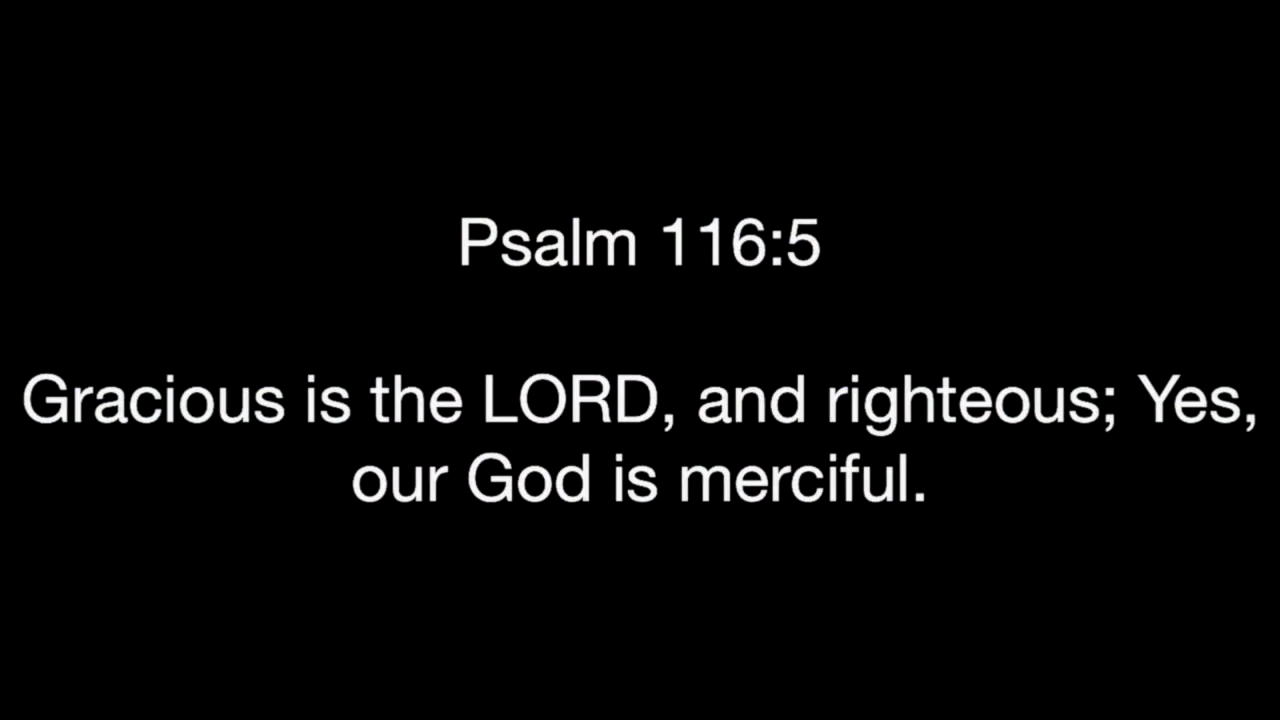 Psalm 116:5
Gracious is the LORD, and righteous; Yes,
our God is merciful.